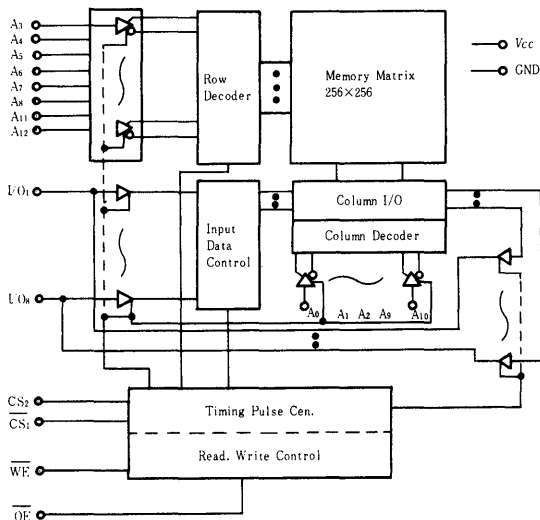 A3
A4
A5
A6
A7
A8
A11
A12
Row
Decoder
Memory Matrix
256×256
Vcc
GND
I/O1
I/O8
Input
Data
Control
Column I/O
Column Decoder
A0 A1 A2 A9 A10
CS2
CS1
WE
OE
Timing Pulse Cen.
Read. Write Control